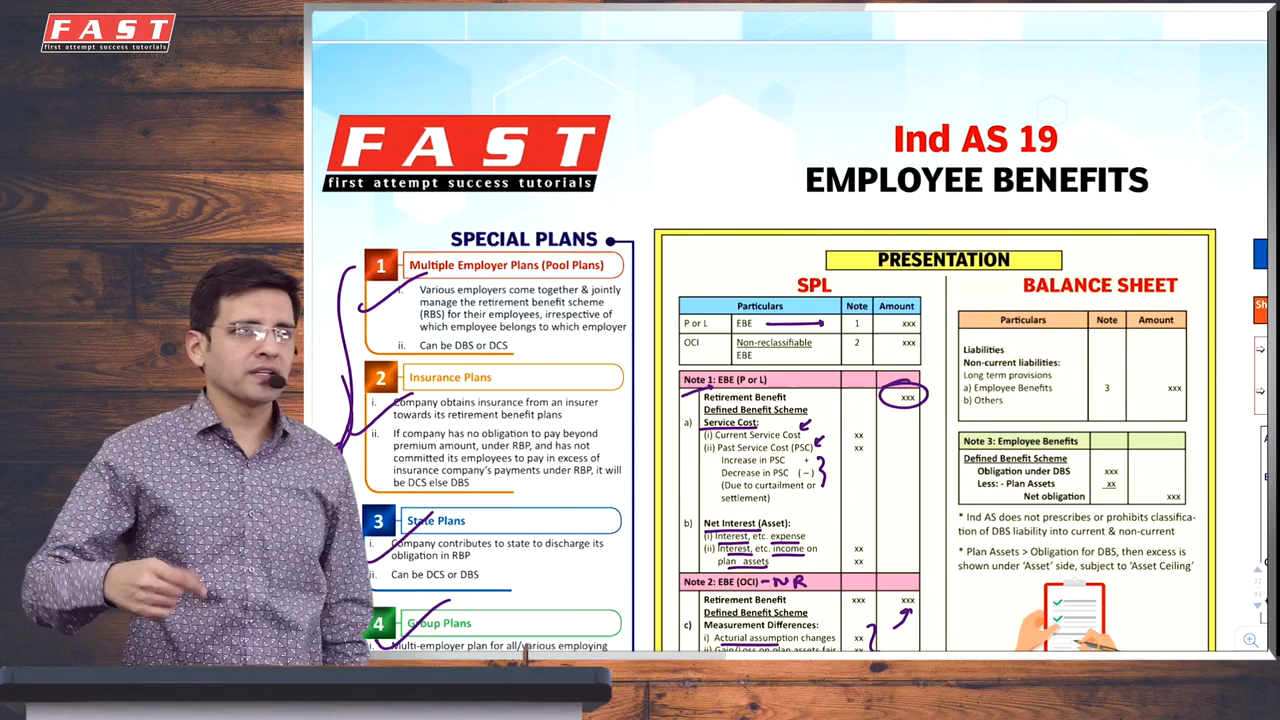 FAST
first attempt success tutorials
FAST
first attempt success tutorials
Ind AS 19
EMPLOYEE BENEFITS
SPECIAL PLANS
1 Multiple Employer Plans (Pool Plans)
i. Various employers come together & jointly
manage the retirement benefit scheme
(RBS) for their employees, irrespective of
which employee belongs to which employer
ii. Can be DBS or DCS
2 Insurance Plans
i. Company obtains insurance from an insurer
towards its retirement benefit plans
ii. If company has no obligation to pay beyond
premium amount, under RBP, and has not
committed its employees to pay in excess of
insurance company's payments under RBP, it will
be DCS else DBS
3 State Plans
i. Company contributes to state to discharge its
obligation in RBP
ii. Can be DCS or DBS
4 Group Plans
i. Multi-employer plan for all/various employing
PRESENTATION
SPL
Particulars Note Amount
P or L EBE 1 xxx
OCI Non-reclassifiable 2 xxx
EBE
Note 1: EBE (P or L)
Retirement Benefit xxx
Defined Benefit Scheme
a) Service Cost:
(i) Current Service Cost xx
(ii) Past Service Cost (PSC) xx
Increase in PSC +
Decrease in PSC (–)
(Due to curtailment or
settlement)
b) Net Interest (Asset):
(i) Interest, etc. expense
(ii) Interest, etc. income on xx
plan assets xx
Note 2: EBE (OCI) - NR
Retirement Benefit xxx xxx
Defined Benefit Scheme
c) Measurement Differences:
i) Acturial assumption changes xx
ii) Gain/Loss on plan assets fair xx
BALANCE SHEET
Particulars Note Amount
Liabilities
Non-current liabilities:
Long term provisions
a) Employee Benefits 3 xxx
b) Others
Note 3: Employee Benefits
Defined Benefit Scheme
Obligation under DBS xxx
Less: - Plan Assets xx
Net obligation xxx
* Ind AS does not prescribes or prohibits classifica-
tion of DBS liability into current & non-current
* Plan Assets > Obligation for DBS, then excess is
shown under 'Asset' side, subject to 'Asset Ceiling'
Sh